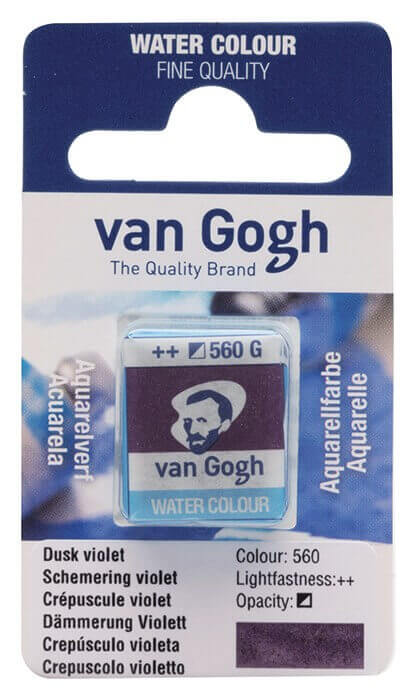 WATER COLOUR
FINE QUALITY
van Gogh
The Quality Brand
Aquarelverf
Acuarela
++ 560 G
van Gogh
WATER COLOUR
Aquarellfarbe
Aquarelle
Dusk violet
Schemering violet
Crépuscule violet
Dämmerung Violett
Crepúsculo violeta
Crepuscolo violetto
Colour: 560
Lightfastness:++
Opacity: